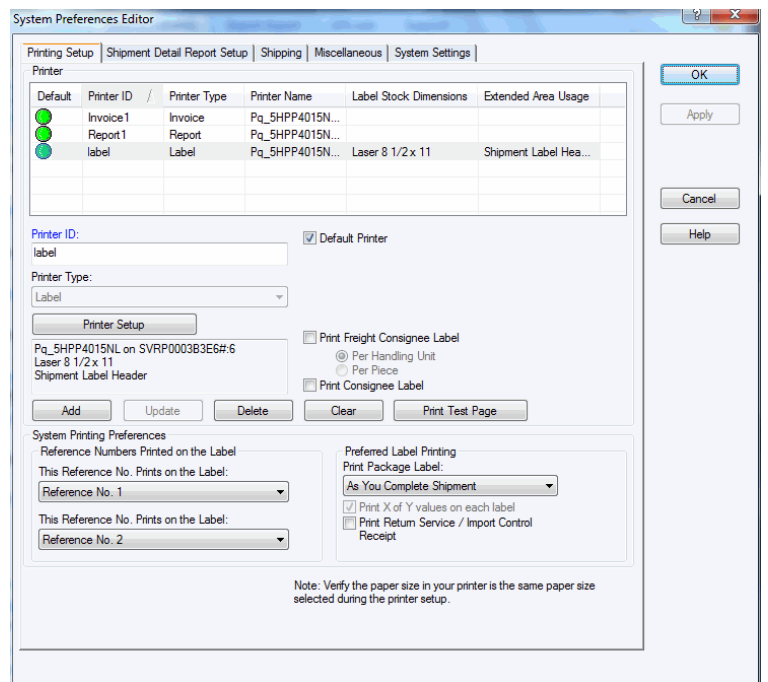 System Preferences Editor
?
X
Printing Setup
Shipment Detail Report Setup
Shipping
Miscellaneous
System Settings
Printer
Default Printer ID / Printer Type Printer Name Label Stock Dimensions Extended Area Usage
Invoice1 Invoice Pq_5HPP4015N...
Report1 Report Pq_5HPP4015N...
label Label Pq_5HPP4015N... Laser 8 1/2 x 11 Shipment Label Hea...
OK
Apply
Cancel
Help
Printer ID:
label
Default Printer
Printer Type:
Label
Printer Setup
Pq_5HPP4015NL on SVRP0003B3E6#:6
Laser 8 1/2 x 11
Shipment Label Header
Print Freight Consignee Label
Per Handling Unit
Per Piece
Print Consignee Label
Add
Update
Delete
Clear
Print Test Page
System Printing Preferences
Reference Numbers Printed on the Label
This Reference No. Prints on the Label:
Reference No. 1
This Reference No. Prints on the Label:
Reference No. 2
Preferred Label Printing
Print Package Label:
As You Complete Shipment
Print X of Y values on each label
Print Return Service / Import Control
Receipt
Note: Verify the paper size in your printer is the same paper size
selected during the printer setup.